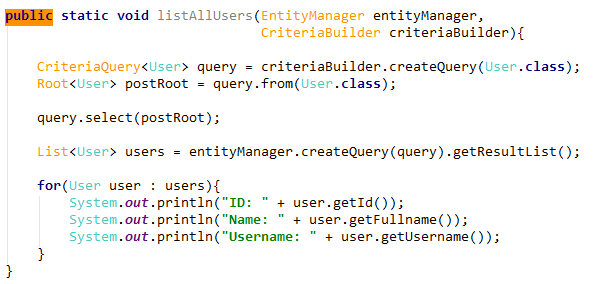 public static void listAllUsers(EntityManager entityManager,
                                CriteriaBuilder criteriaBuilder){
    CriteriaQuery<User> query = criteriaBuilder.createQuery(User.class);
    Root<User> postRoot = query.from(User.class);
    query.select(postRoot);
    List<User> users = entityManager.createQuery(query).getResultList();
    for(User user : users){
        System.out.println("ID: " + user.getId());
        System.out.println("Name: " + user.getFullname());
        System.out.println("Username: " + user.getUsername());
    }
}